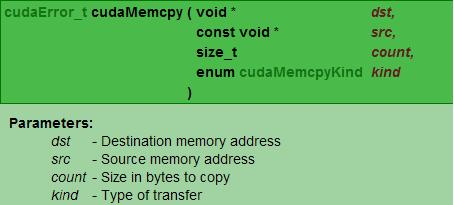 cudaError_t cudaMemcpy ( void * dst,
const void * src,
size_t count,
enum cudaMemcpyKind kind
)
Parameters:
dst - Destination memory address
src - Source memory address
count - Size in bytes to copy
kind - Type of transfer